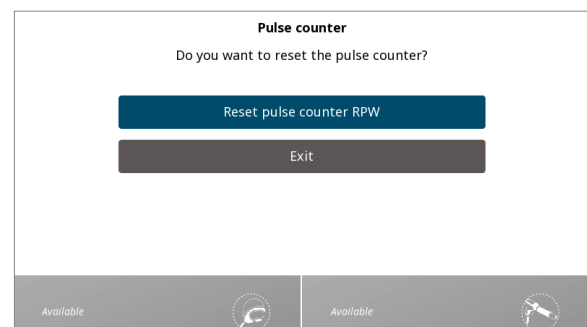 Pulse counter
Do you want to reset the pulse counter?
Reset pulse counter RPW
Exit
Available
Available